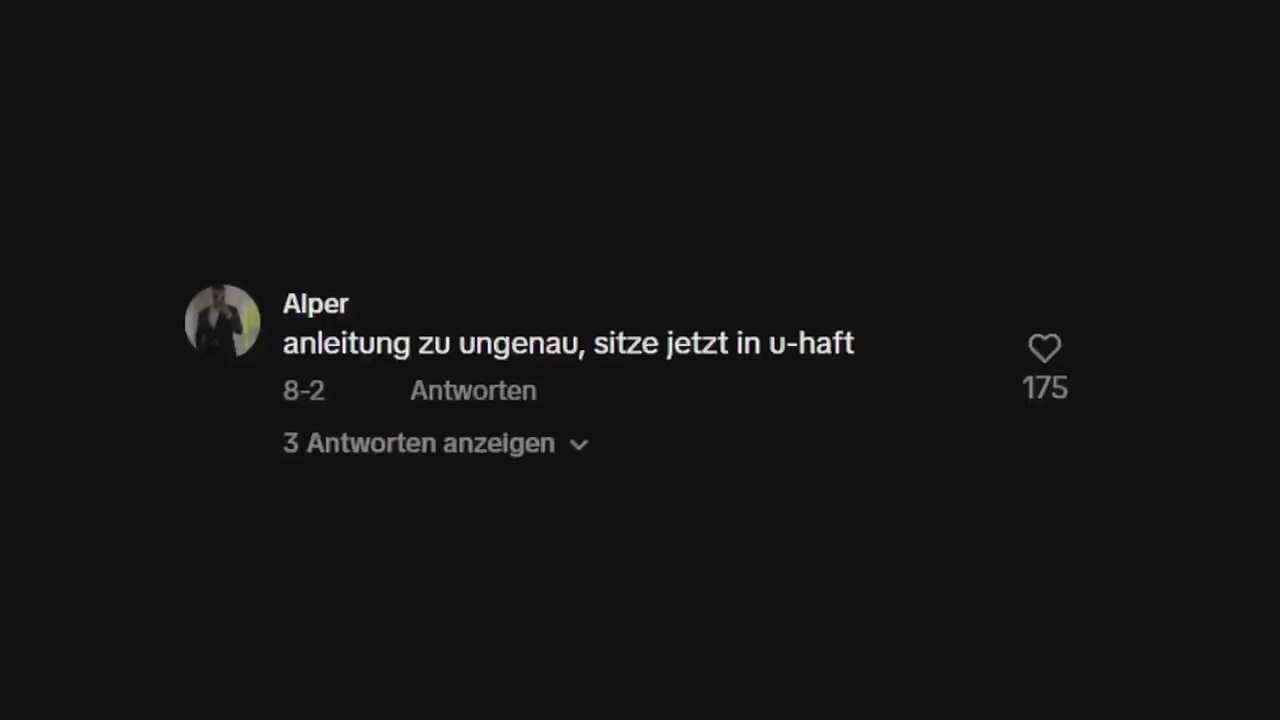 Alper
anleitung zu ungenau, sitze jetzt in u-haft
8-2 Antworten
175
3 Antworten anzeigen